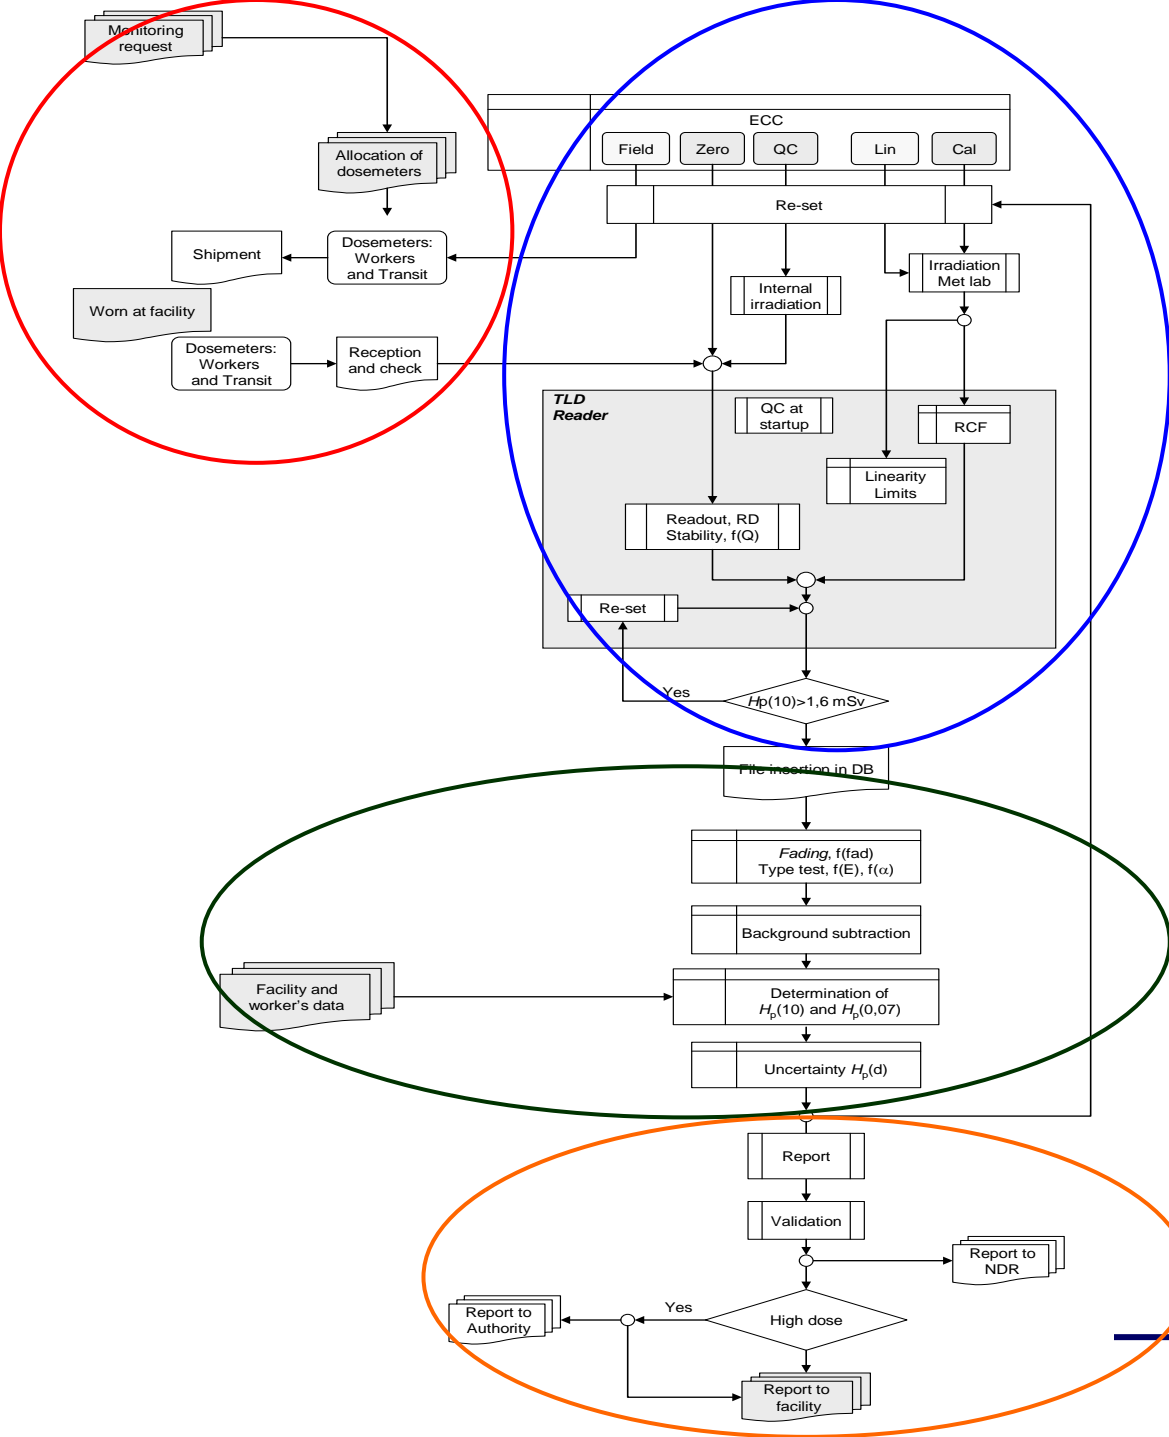 Monitoring
request
ECC
Field
Zero
QC
Lin
Cal
Allocation of
dosemeters
Re-set
Shipment
Dosemeters:
Workers
and Transit
Irradiation
Met lab
Internal
irradiation
Worn at facility
Dosemeters:
Workers
and Transit
Reception
and check
TLD
Reader
QC at
startup
RCF
Linearity
Limits
Readout, RD
Stability, f(Q)
Re-set
Yes
Hp(10)>1,6 mSv
File insertion in DB
Fading, f(fad)
Type test, f(E), f(α)
Background subtraction
Facility and
worker's data
Determination of
Hp(10) and Hp(0,07)
Uncertainty Hp(d)
Report
Validation
Report to
NDR
Report to
Authority
Yes
High dose
Report to
facility